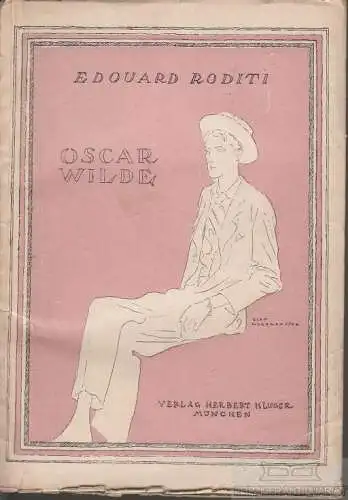 EDOUARD RODITI
OSCAR
WILDE
VERLAG HERBERT KLUGER
MÜNCHEN